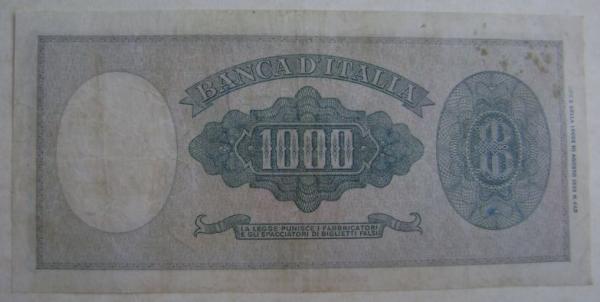 BANCA D'ITALIA
1000
LA LEGGE PUNISCE I FABBRICATORI
E GLI SPACCIATORI DI BIGLIETTI FALSI